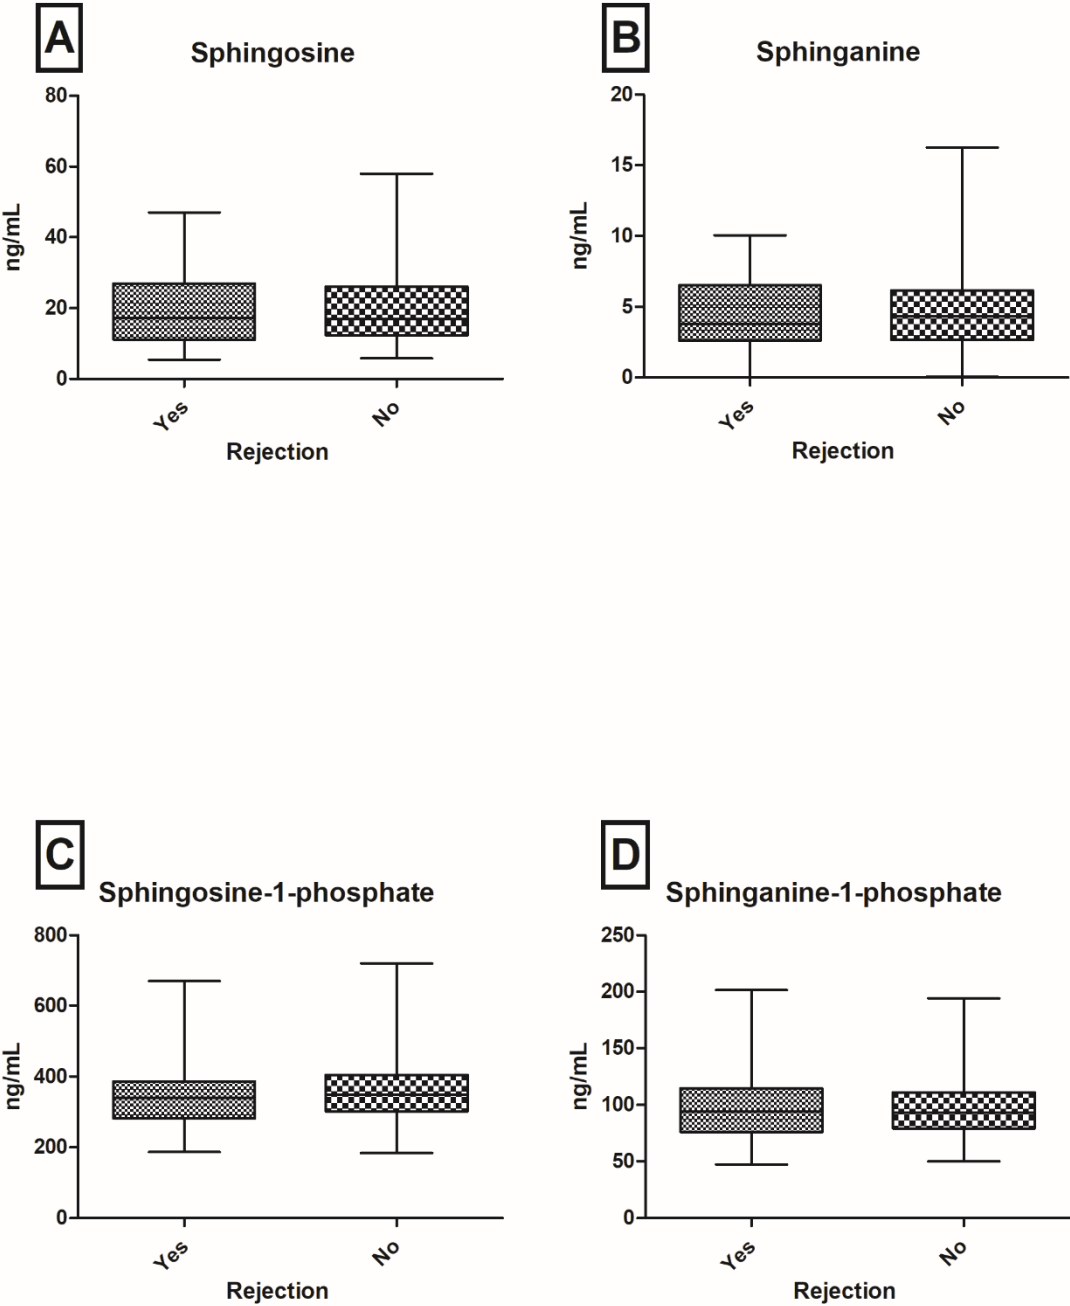 A
Sphingosine
80
60
40
20
0
ng/mL
Yes
No
Rejection
B
Sphinganine
20
15
10
5
0
ng/mL
Yes
No
Rejection
C
Sphingosine-1-phosphate
800
600
400
200
0
ng/mL
Yes
No
Rejection
D
Sphinganine-1-phosphate
250
200
150
100
50
0
ng/mL
Yes
No
Rejection